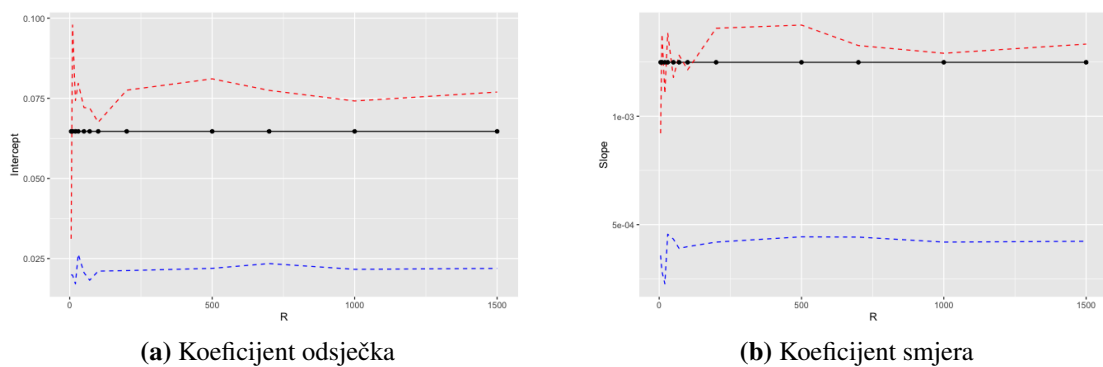 0.100
0.075
0.050
0.025
Intercept
0
500
1000
1500
R
(a) Koeficijent odsječka
1e-03
5e-04
Slope
0
500
1000
1500
R
(b) Koeficijent smjera